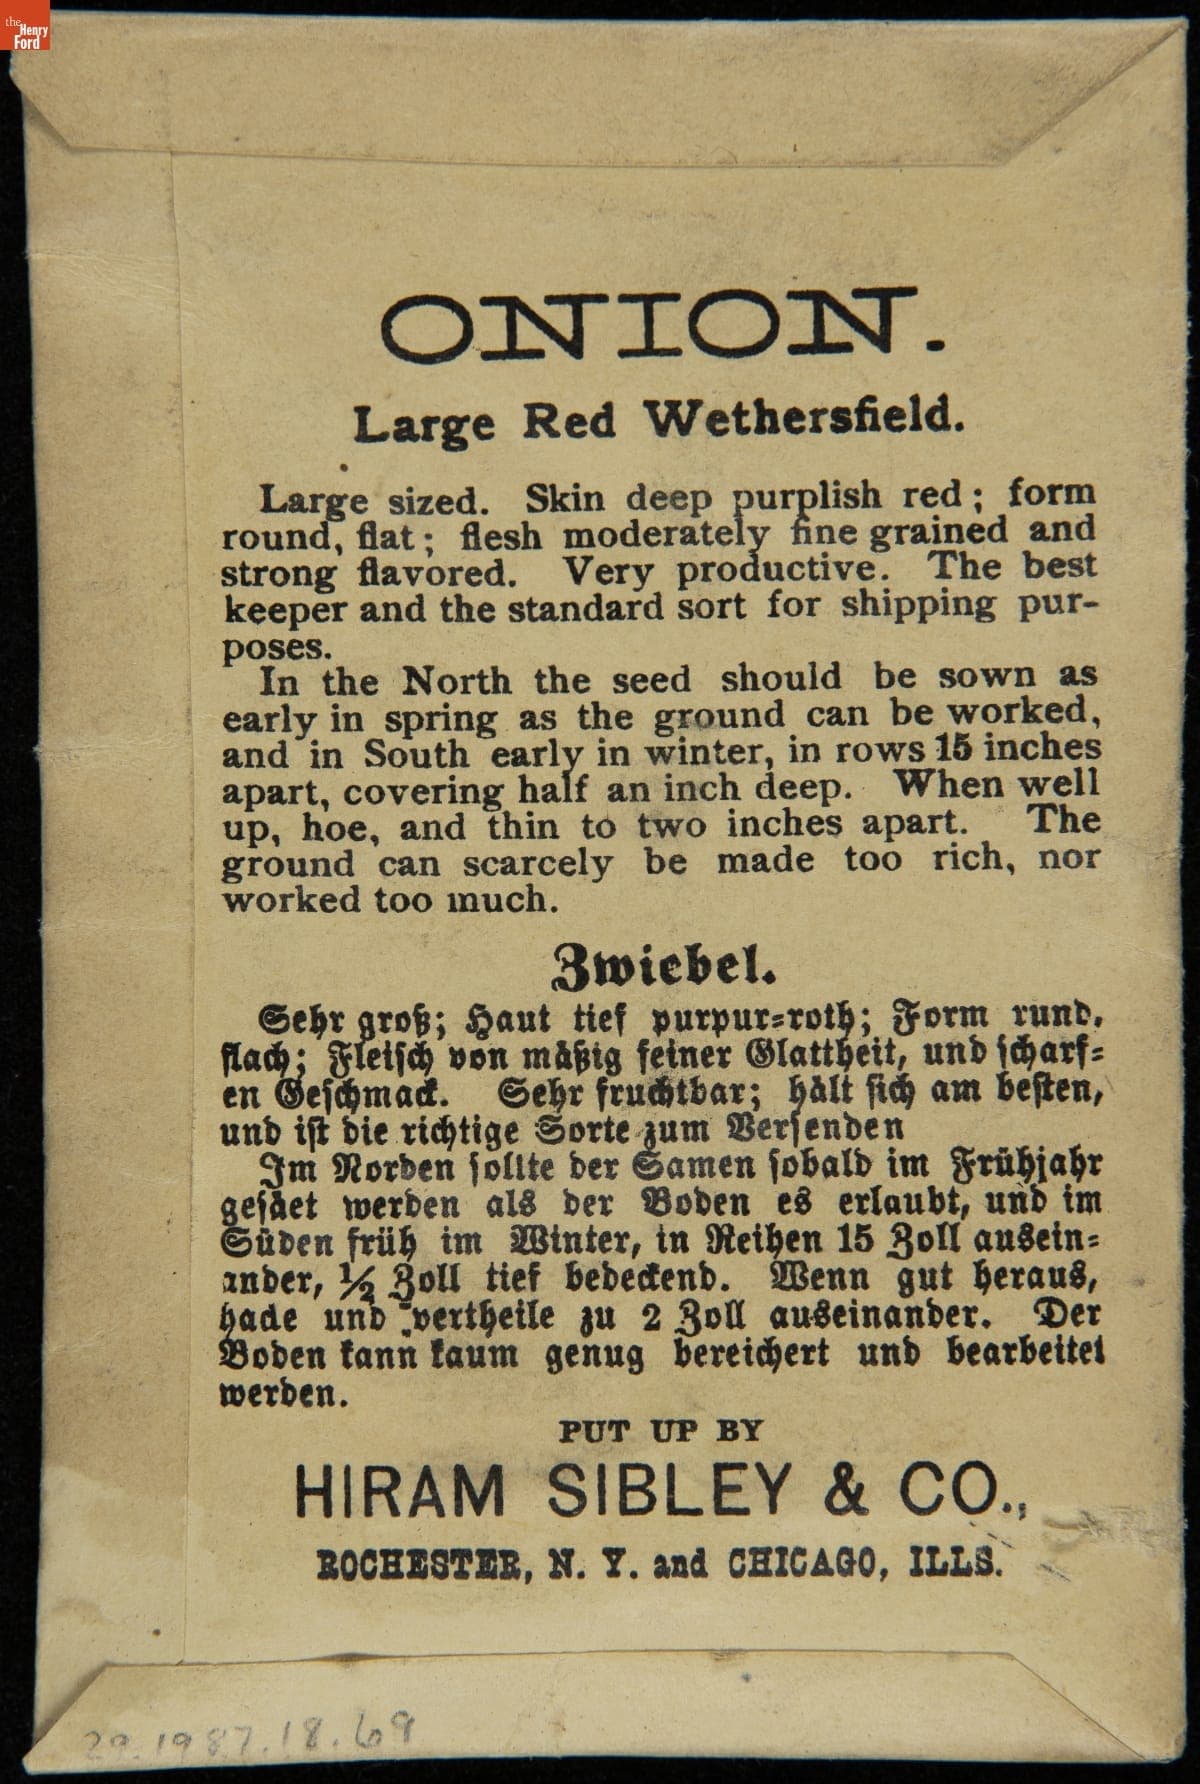 the
Henry
Ford
ONION.
Large Red Wethersfield.
Large sized. Skin deep purplish red; form
round, flat; flesh moderately fine grained and
strong flavored. Very productive. The best
keeper and the standard sort for shipping pur-
poses.
In the North the seed should be sown as
early in spring as the ground can be worked,
and in South early in winter, in rows 15 inches
apart, covering half an inch deep. When well
up, hoe, and thin to two inches apart. The
ground can scarcely be made too rich, nor
worked too much.
Zwiebel.
Sehr groß; Haut tief purpur-roth; Form rund,
flach; Fleisch von mäßig feiner Glattheit, und scharf-
en Geschmack. Sehr fruchtbar; hält sich am besten,
und ist die richtige Sorte zum Versenden
Im Norden sollte der Samen sobald im Frühjahr
gesäet werden als der Boden es erlaubt, und im
Süden früh im Winter, in Reihen 15 Zoll ausein-
ander, 1/2 Zoll tief bedeckend. Wenn gut heraus,
hacke und vertheile zu 2 Zoll auseinander. Der
Boden kann kaum genug bereichert und bearbeitet
werden.
PUT UP BY
HIRAM SIBLEY & CO.,
ROCHESTER, N. Y. and CHICAGO, ILLS.
29.1987.18.69